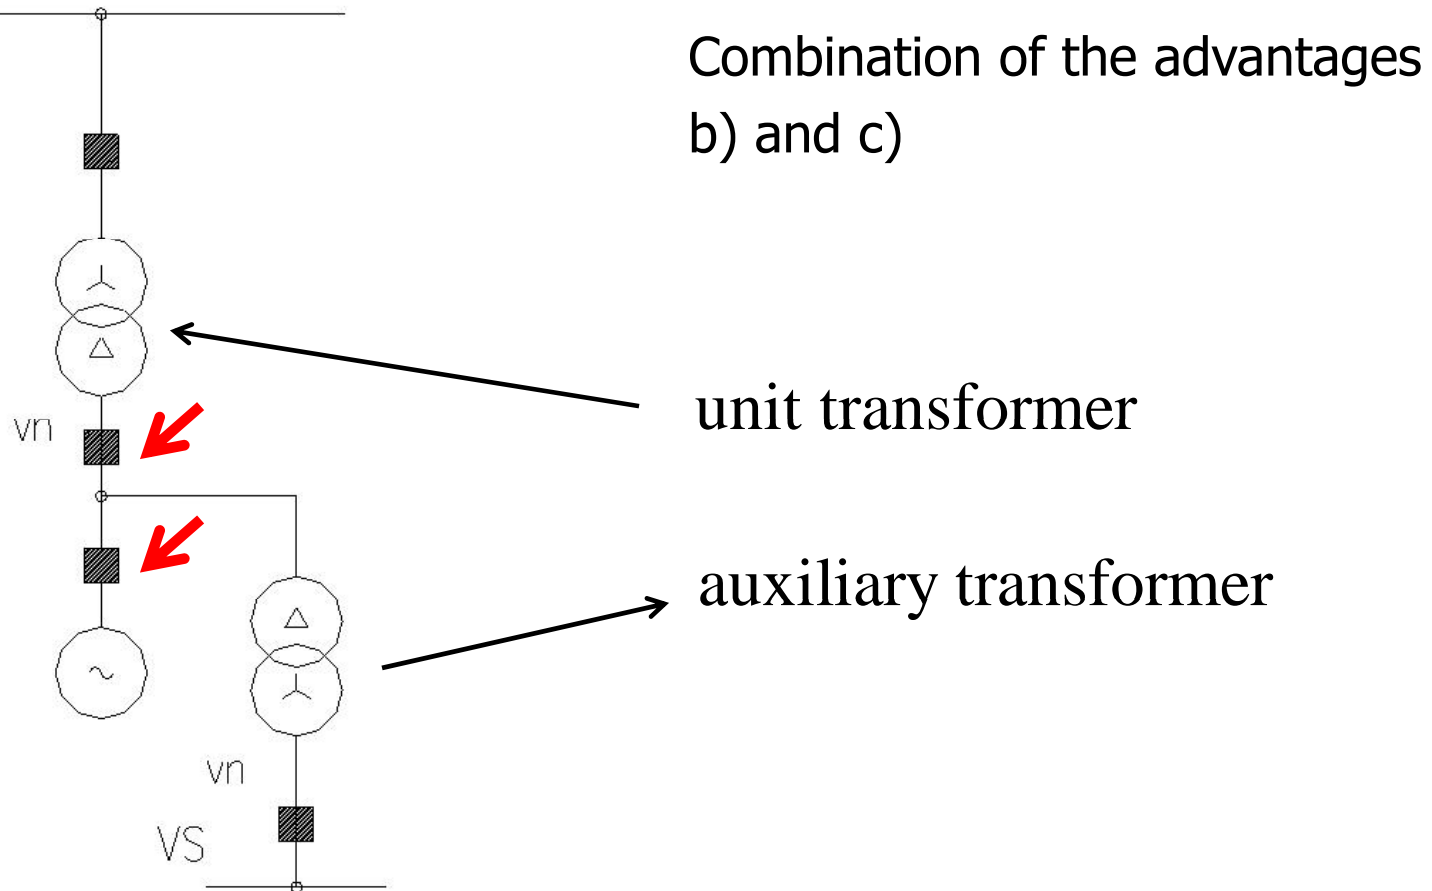 Combination of the advantages
b) and c)
unit transformer
vn
auxiliary transformer
vn
VS